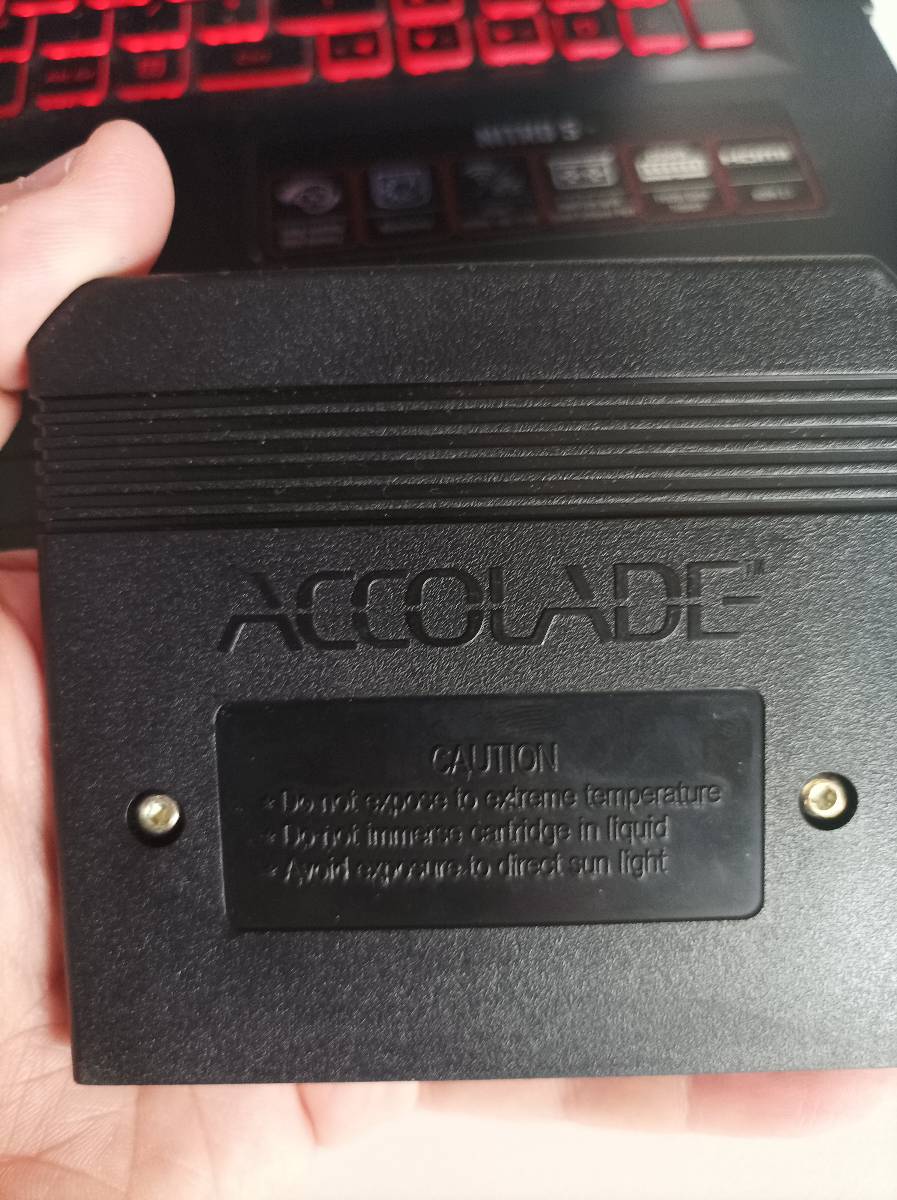 NITRO 5
HDMI
ACCOLADE™
CAUTION
* Do not expose to extreme temperature
* Do not immerse cartridge in liquid
* Avoid exposure to direct sun light